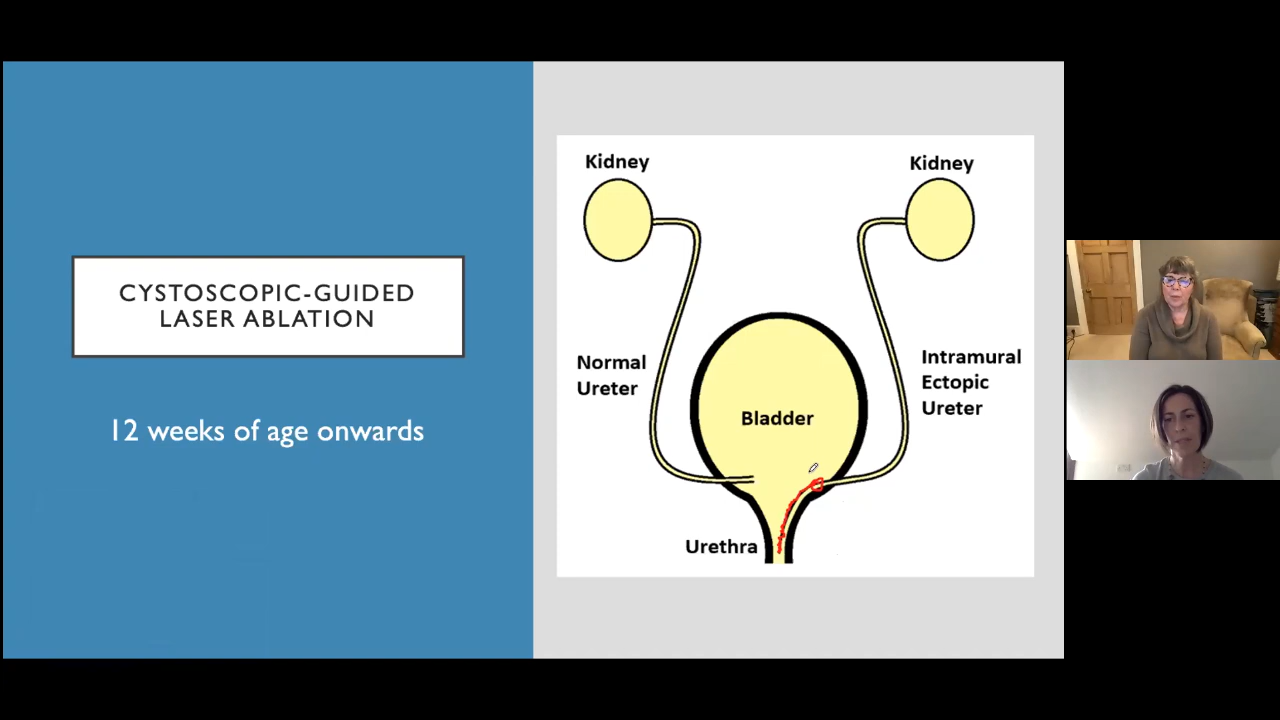 CYSTOSCOPIC-GUIDED
LASER ABLATION
12 weeks of age onwards
Kidney
Kidney
Normal
Ureter
Intramural
Ectopic
Ureter
Bladder
Urethra